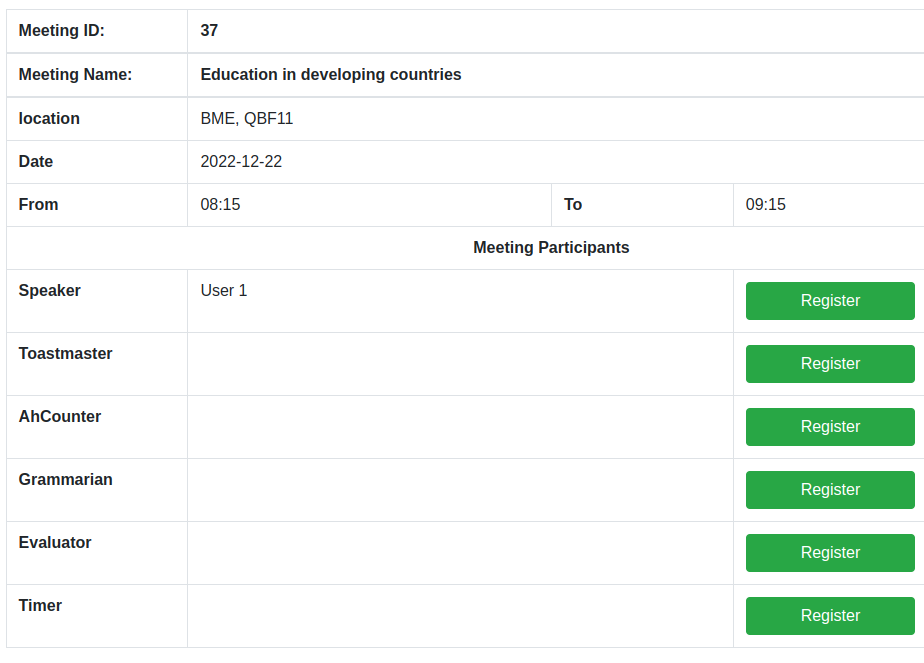 Meeting ID: 37
Meeting Name: Education in developing countries
location BME, QBF11
Date 2022-12-22
From 08:15 To 09:15
Meeting Participants
Speaker User 1 Register
Toastmaster Register
AhCounter Register
Grammarian Register
Evaluator Register
Timer Register